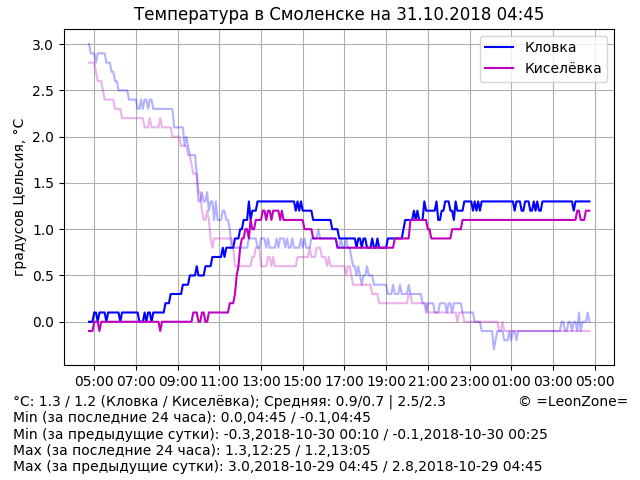 Температура в Смоленске на 31.10.2018 04:45
Кловка
Киселёвка
градусов Цельсия, °C
3.0
2.5
2.0
1.5
1.0
0.5
0.0
05:00 07:00 09:00 11:00 13:00 15:00 17:00 19:00 21:00 23:00 01:00 03:00 05:00
°C: 1.3 / 1.2 (Кловка / Киселёвка); Средняя: 0.9/0.7 | 2.5/2.3 © =LeonZone=
Min (за последние 24 часа): 0.0,04:45 / -0.1,04:45
Min (за предыдущие сутки): -0.3,2018-10-30 00:10 / -0.1,2018-10-30 00:25
Max (за последние 24 часа): 1.3,12:25 / 1.2,13:05
Max (за предыдущие сутки): 3.0,2018-10-29 04:45 / 2.8,2018-10-29 04:45